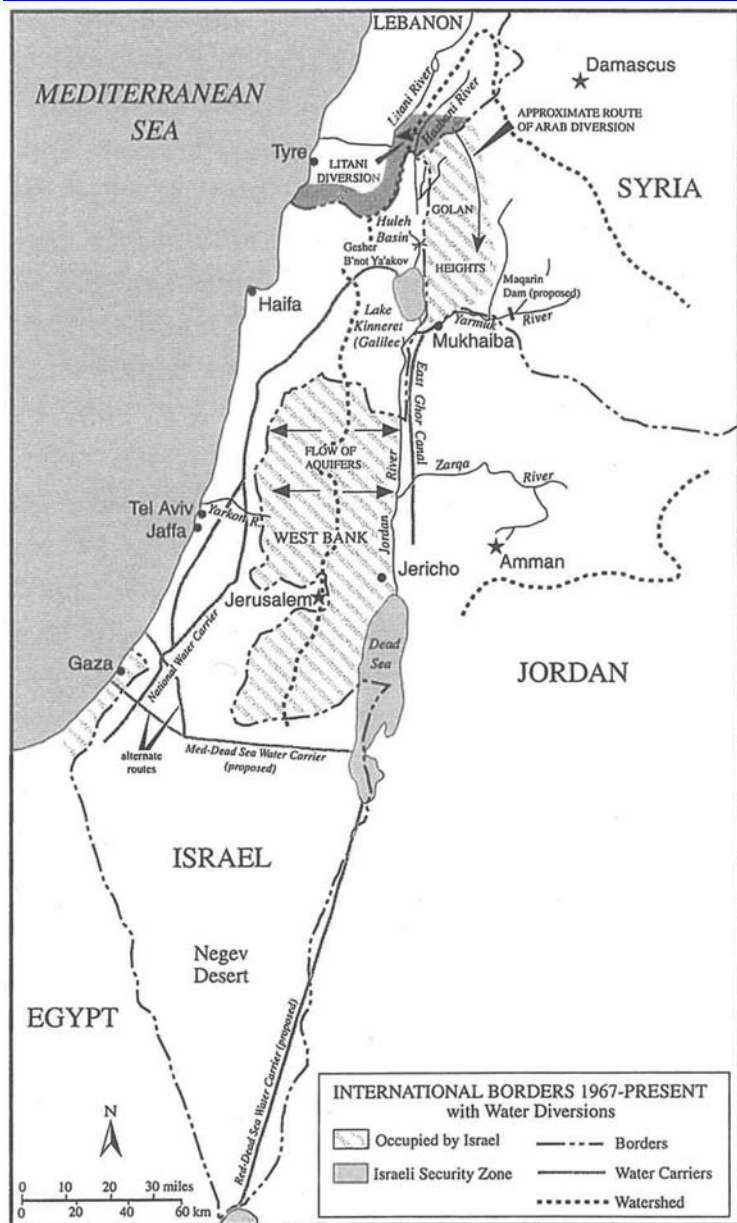 LEBANON
Damascus
MEDITERRANEAN
SEA
Litani River
Hasbani River
APPROXIMATE ROUTE
OF ARAB DIVERSION
Tyre
LITANI
DIVERSION
SYRIA
GOLAN
Huleh
Basin
Gesher
B'not Ya'akov
HEIGHTS
Maqarin
Dam (proposed)
Haifa
Lake
Kinneret
(Galilee)
Yarmuk
River
Mukhaiba
East Ghor Canal
FLOW OF
AQUIFERS
Jordan River
Zarqa
River
Tel Aviv
Jaffa
Yarkon R.
WEST BANK
Amman
Jericho
Jerusalem
Dead
Sea
Gaza
National Water Carrier
JORDAN
alternate
routes
Med-Dead Sea Water Carrier
(proposed)
ISRAEL
Negev
Desert
EGYPT
Red-Dead Sea Water Carrier (proposed)
N
0 10 20 30 miles
0 20 40 60 km
INTERNATIONAL BORDERS 1967-PRESENT
with Water Diversions
Occupied by Israel
Borders
Israeli Security Zone
Water Carriers
Watershed